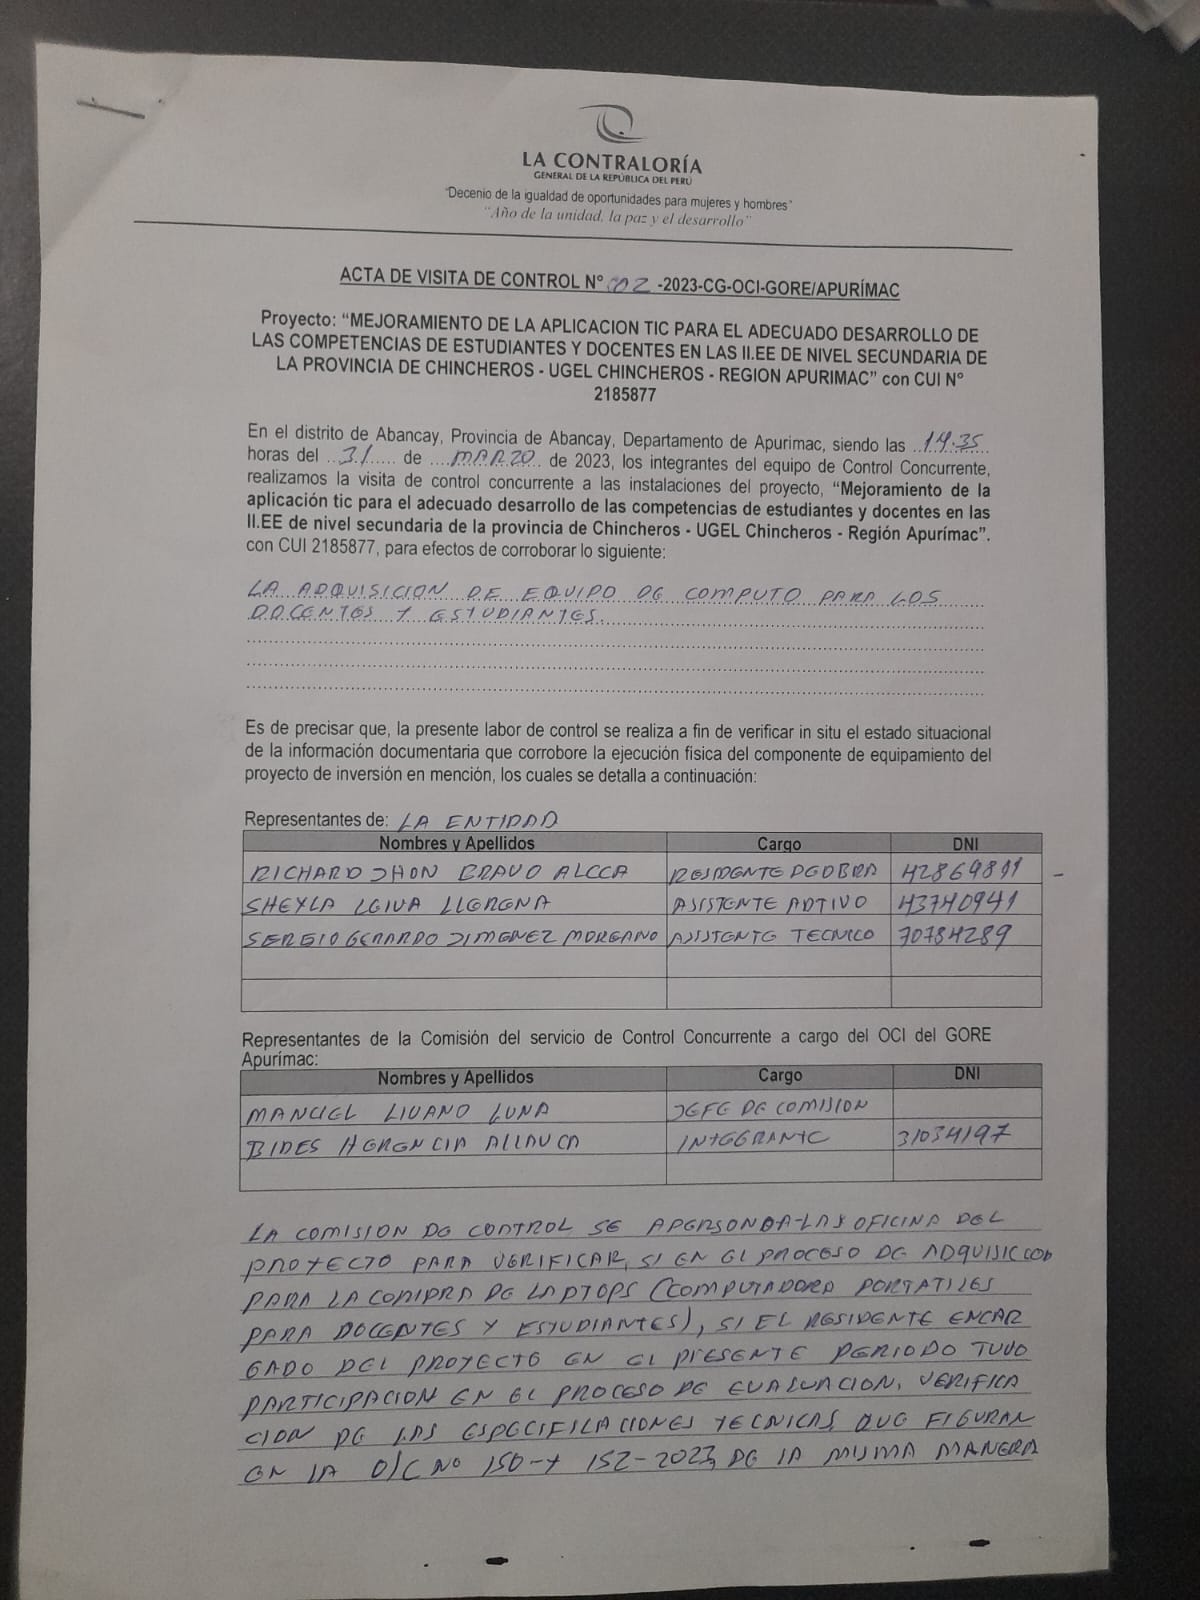 LA CONTRALORÍA
GENERAL DE LA REPÚBLICA DEL PERÚ
"Decenio de la igualdad de oportunidades para mujeres y hombres"
"Año de la unidad, la paz y el desarrollo"
ACTA DE VISITA DE CONTROL N° 002 -2023-CG-OCI-GORE/APURÍMAC
Proyecto: "MEJORAMIENTO DE LA APLICACION TIC PARA EL ADECUADO DESARROLLO DE
LAS COMPETENCIAS DE ESTUDIANTES Y DOCENTES EN LAS II.EE DE NIVEL SECUNDARIA DE
LA PROVINCIA DE CHINCHEROS - UGEL CHINCHEROS - REGION APURIMAC" con CUI N°
2185877
En el distrito de Abancay, Provincia de Abancay, Departamento de Apurimac, siendo las 14:35
horas del 31 de MARZO de 2023, los integrantes del equipo de Control Concurrente,
realizamos la visita de control concurrente a las instalaciones del proyecto, "Mejoramiento de la
aplicación tic para el adecuado desarrollo de las competencias de estudiantes y docentes en las
II.EE de nivel secundaria de la provincia de Chincheros - UGEL Chincheros - Región Apurímac".
con CUI 2185877, para efectos de corroborar lo siguiente:
LA ADQUISICION DE EQUIPO DE COMPUTO PARA LOS
DOCENTES Y ESTUDIANTES.
Es de precisar que, la presente labor de control se realiza a fin de verificar in situ el estado situacional
de la información documentaria que corrobore la ejecución física del componente de equipamiento del
proyecto de inversión en mención, los cuales se detalla a continuación:
Representantes de: LA ENTIDAD
Nombres y Apellidos Cargo DNI
RICHARD JHON BRAVO ALCCA RESIDENTE DE OBRA 42869891
SHEYLA LEIVA LLERENA ASISTENTE ADTIVO 43740941
SERGIO GERARDO JIMENEZ MOREANO ASISTENTE TECNICO 70784289
Representantes de la Comisión del servicio de Control Concurrente a cargo del OCI del GORE
Apurímac:
Nombres y Apellidos Cargo DNI
MANUEL LIVANO LUNA JEFE DE COMISION
BIDES HERENCIA ALLAUCA INTEGRANTE 31034197
LA COMISION DE CONTROL SE APERSONO A LAS OFICINA DEL
PROYECTO PARA VERIFICAR, SI EN EL PROCESO DE ADQUISICCION
PARA LA COMPRA DE LAPTOPS (COMPUTADORA PORTATILES
PARA DOCENTES Y ESTUDIANTES), SI EL RESIDENTE ENCAR
GADO DEL PROYECTO EN EL PRESENTE PERIODO TUVO
PARTICIPACION EN EL PROCESO DE EVALUACION, VERIFICA
CION DE LAS ESPECIFICACIONES TECNICAS QUE FIGURAN
EN LA O/C N° 150 Y 152-2023, DE LA MISMA MANERA